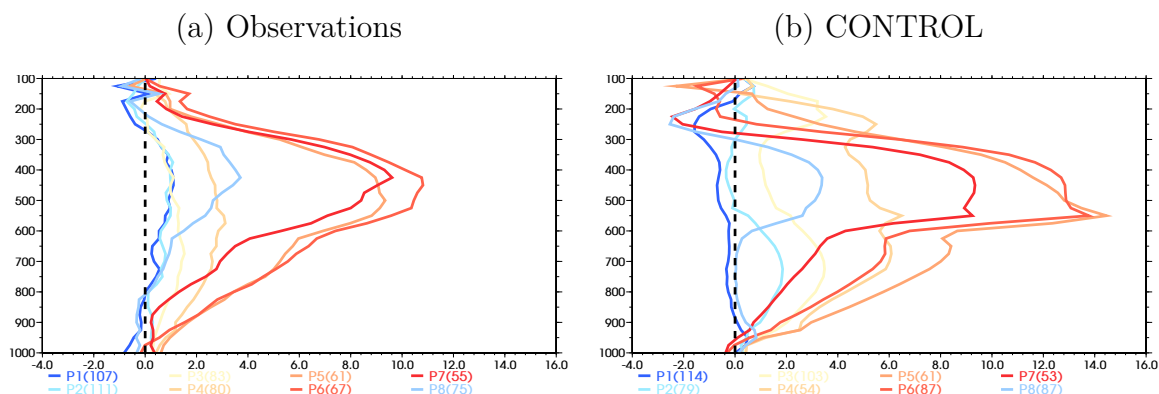 (a) Observations
(b) CONTROL
100
200
300
400
500
600
700
800
900
1000
-4.0 -2.0 0.0 2.0 4.0 6.0 8.0 10.0 12.0 14.0 16.0
P1(107) P3(83) P5(61) P7(55)
P2(111) P4(80) P6(67) P8(75)
100
200
300
400
500
600
700
800
900
1000
-4.0 -2.0 0.0 2.0 4.0 6.0 8.0 10.0 12.0 14.0 16.0
P1(114) P3(103) P5(61) P7(53)
P2(79) P4(54) P6(87) P8(87)